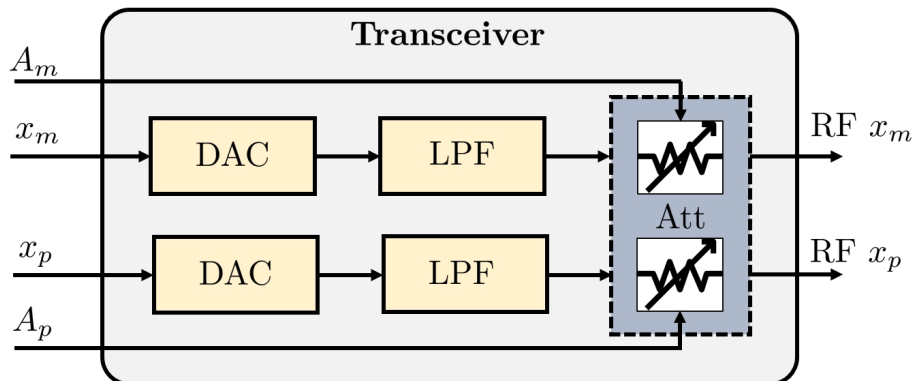 Transceiver
A_m
x_m
DAC
LPF
RF x_m
Att
x_p
DAC
LPF
RF x_p
A_p